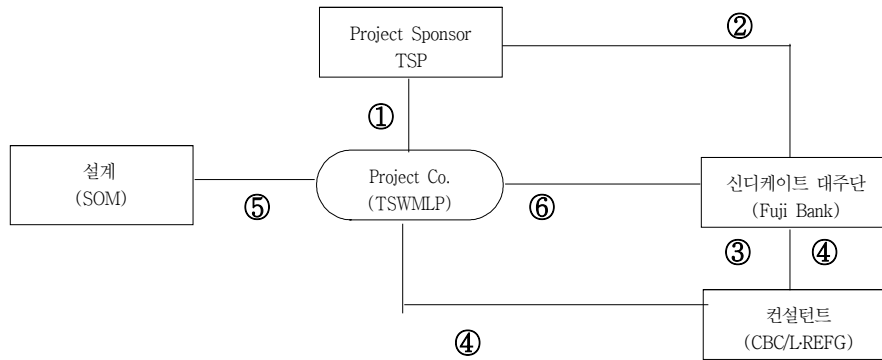 Project Sponsor
TSP
②
①
설계
(SOM)
⑤
Project Co.
(TSWMLP)
⑥
신디케이트 대주단
(Fuji Bank)
③
④
④
컨설턴트
(CBC/L-REFG)